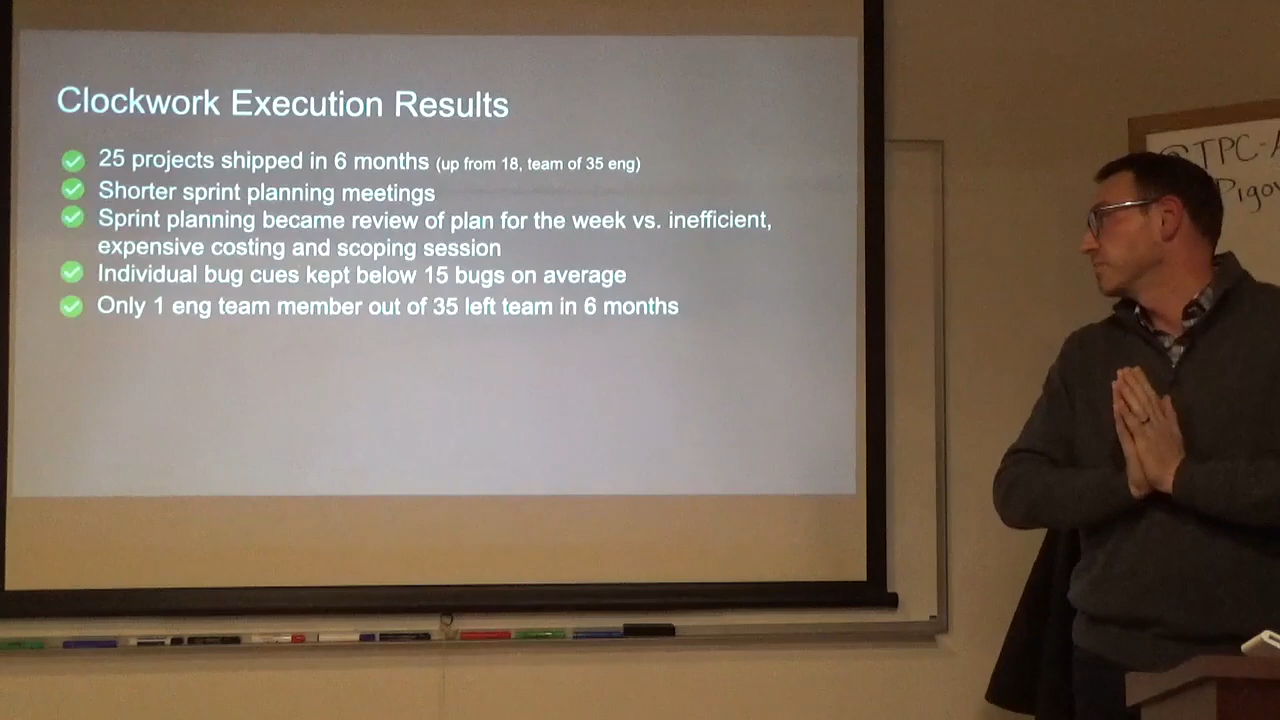 Clockwork Execution Results
25 projects shipped in 6 months (up from 18, team of 35 eng)
Shorter sprint planning meetings
Sprint planning became review of plan for the week vs. inefficient,
expensive costing and scoping session
Individual bug cues kept below 15 bugs on average
Only 1 eng team member out of 35 left team in 6 months
@TPC-A